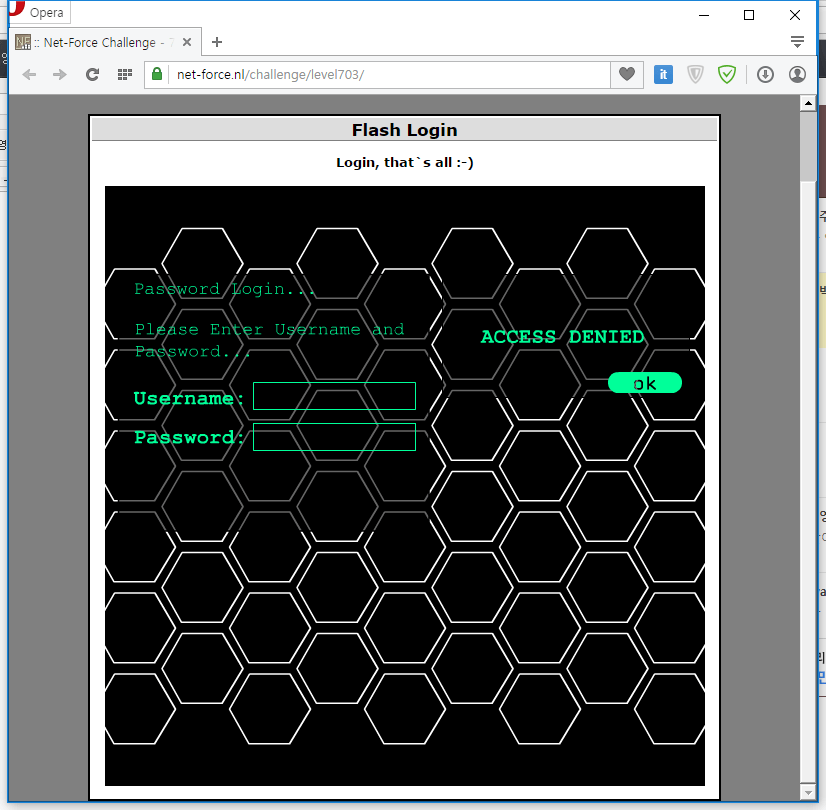 Opera
:: Net-Force Challenge - 7
net-force.nl/challenge/level703/
it
Flash Login
Login, that`s all :-)
Password Login...
Please Enter Username and
Password...
Username:
Password:
ACCESS DENIED
ok